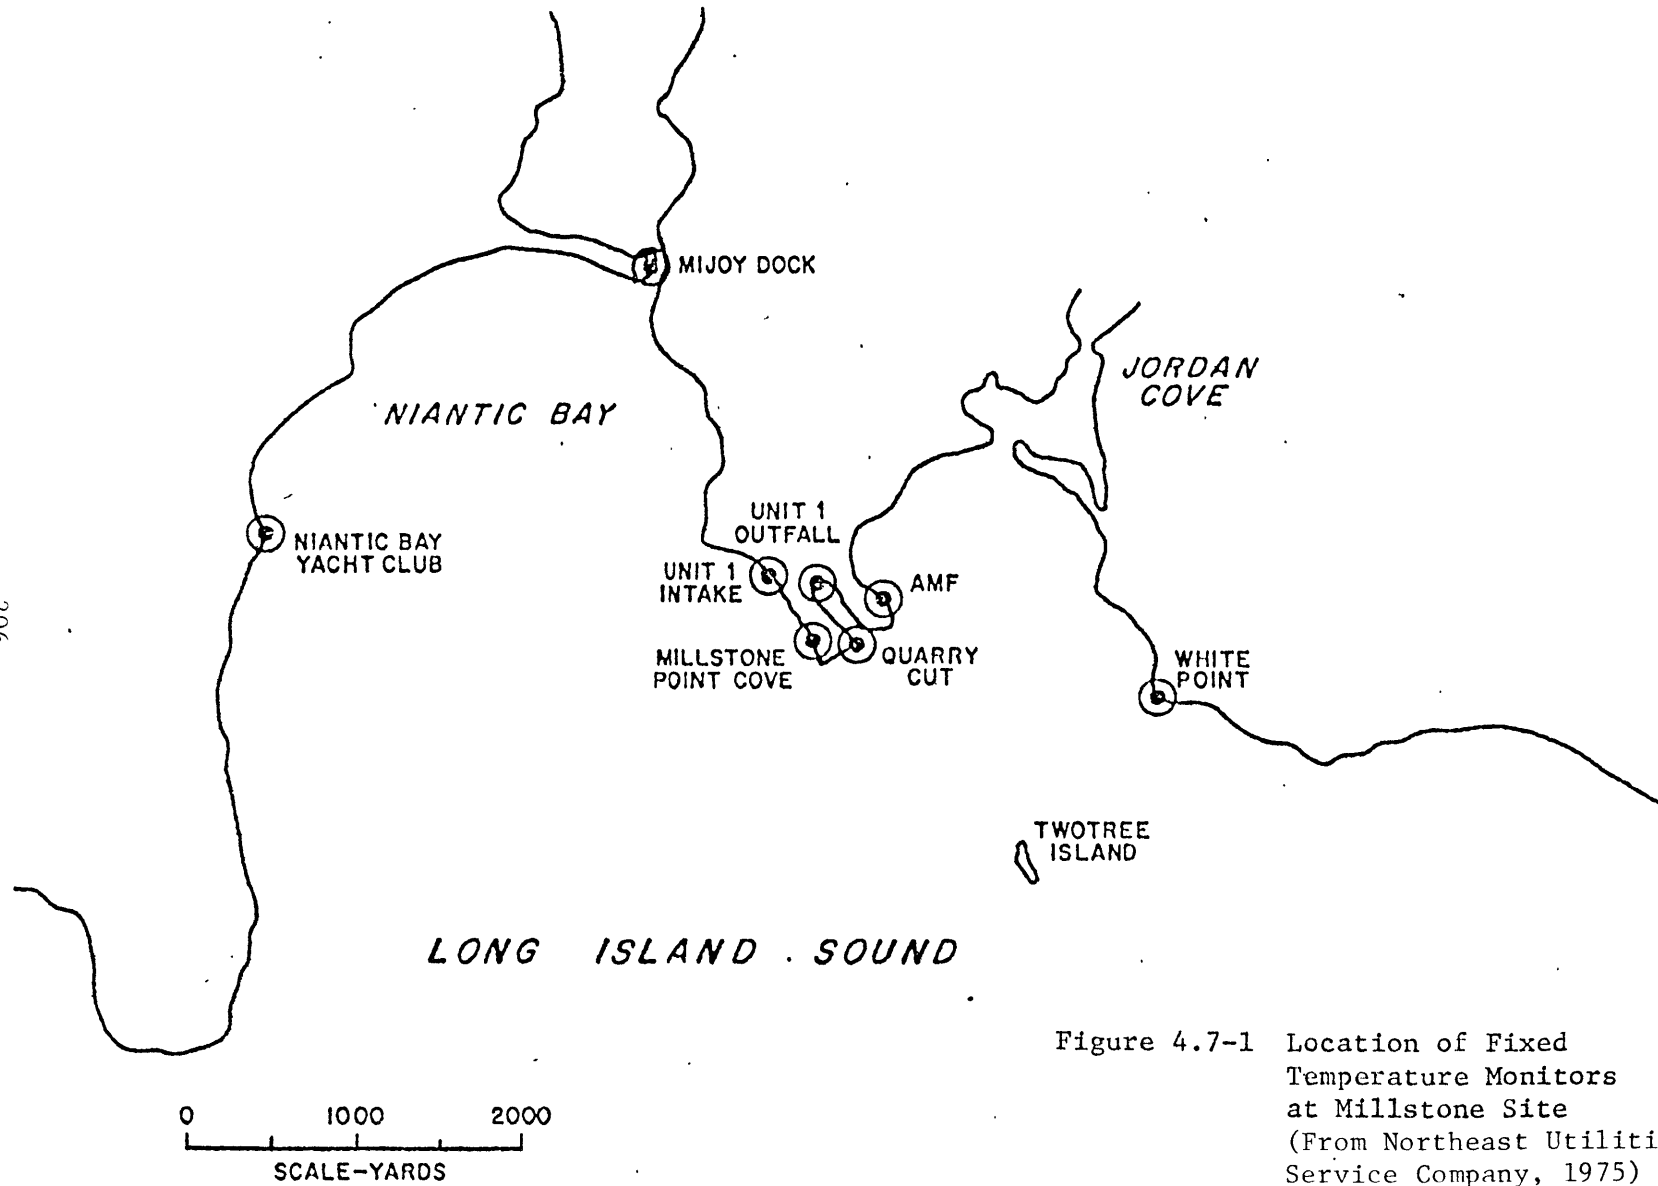 MIJOY DOCK
JORDAN
COVE
NIANTIC BAY
UNIT 1
OUTFALL
NIANTIC BAY
YACHT CLUB
UNIT 1
INTAKE
AMF
MILLSTONE
POINT COVE
QUARRY
CUT
WHITE
POINT
TWOTREE
ISLAND
LONG ISLAND SOUND
Figure 4.7-1 Location of Fixed
Temperature Monitors
at Millstone Site
(From Northeast Utiliti
Service Company, 1975)
0 1000 2000
SCALE-YARDS